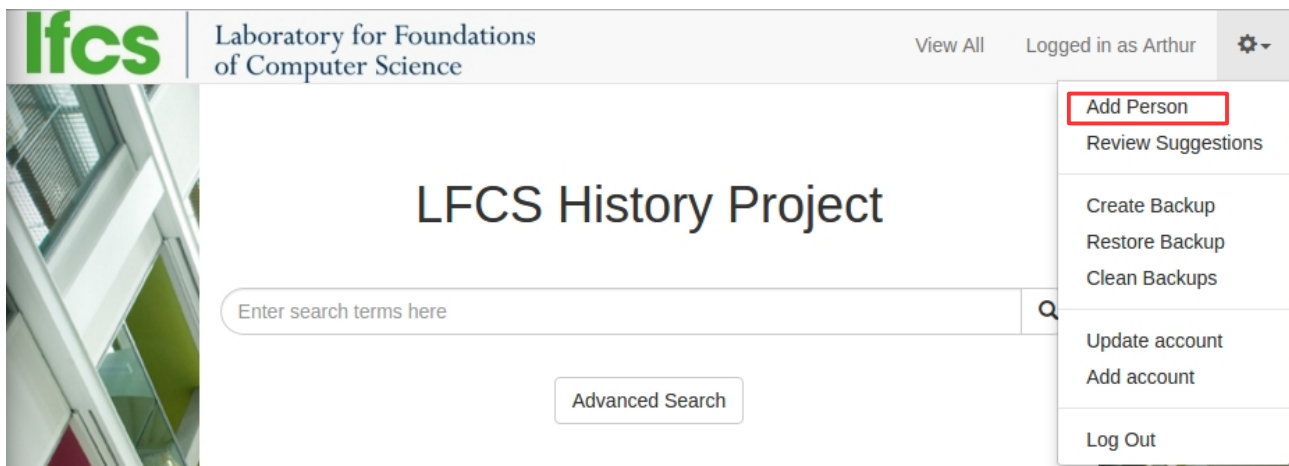 lfcs Laboratory for Foundations
of Computer Science
View All Logged in as Arthur
Add Person
Review Suggestions
Create Backup
Restore Backup
Clean Backups
Update account
Add account
Log Out
LFCS History Project
Enter search terms here
Advanced Search